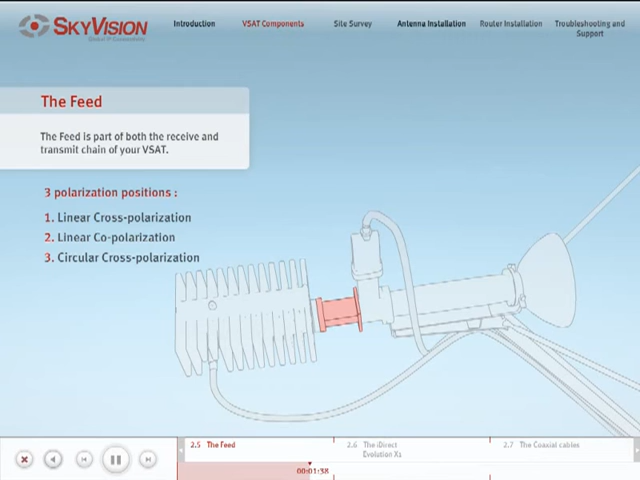 SKYVISION
Global IP Connectivity
Introduction
VSAT Components
Site Survey
Antenna Installation
Router Installation
Troubleshooting and
Support
The Feed
The Feed is part of both the receive and
transmit chain of your VSAT.
3 polarization positions :
1. Linear Cross-polarization
2. Linear Co-polarization
3. Circular Cross-polarization
2.5 The Feed
2.6 The iDirect
Evolution X1
2.7 The Coaxial cables
00:01:38